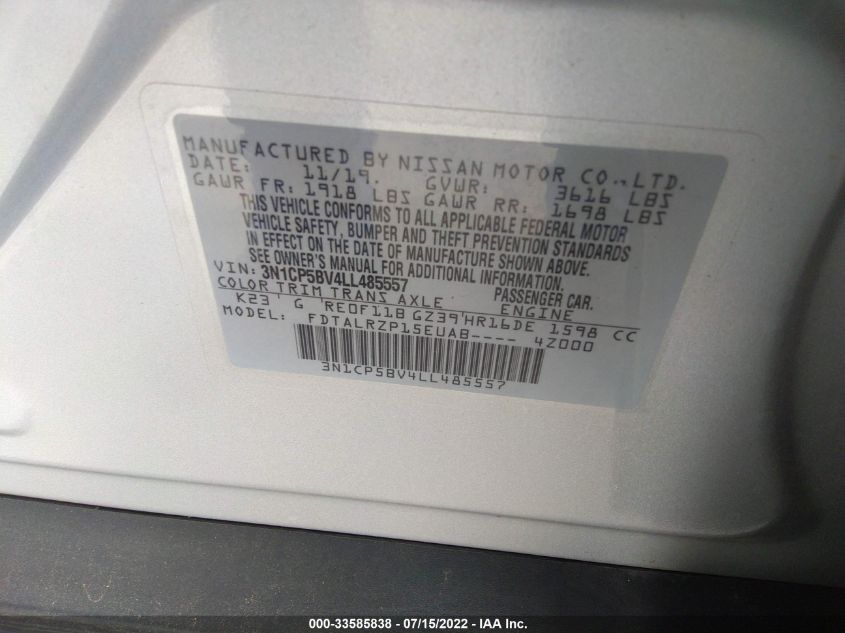 MANUFACTURED BY NISSAN MOTOR CO.,LTD.
DATE: 11/19. GVWR: 3616 LBS
GAWR FR: 1918 LBS GAWR RR: 1698 LBS
THIS VEHICLE CONFORMS TO ALL APPLICABLE FEDERAL MOTOR
VEHICLE SAFETY, BUMPER AND THEFT PREVENTION STANDARDS
IN EFFECT ON THE DATE OF MANUFACTURE SHOWN ABOVE.
SEE OWNER'S MANUAL FOR ADDITIONAL INFORMATION.
VIN: 3N1CP5BV4LL485557 PASSENGER CAR.
COLOR TRIM TRANS AXLE ENGINE
K23 ' G 'RE0F11B GZ39'HR16DE 1598 CC
MODEL: FDTALRZP15EUAB---- 4Z000
3N1CP5BV4LL485557
000-33585838 - 07/15/2022 - IAA Inc.